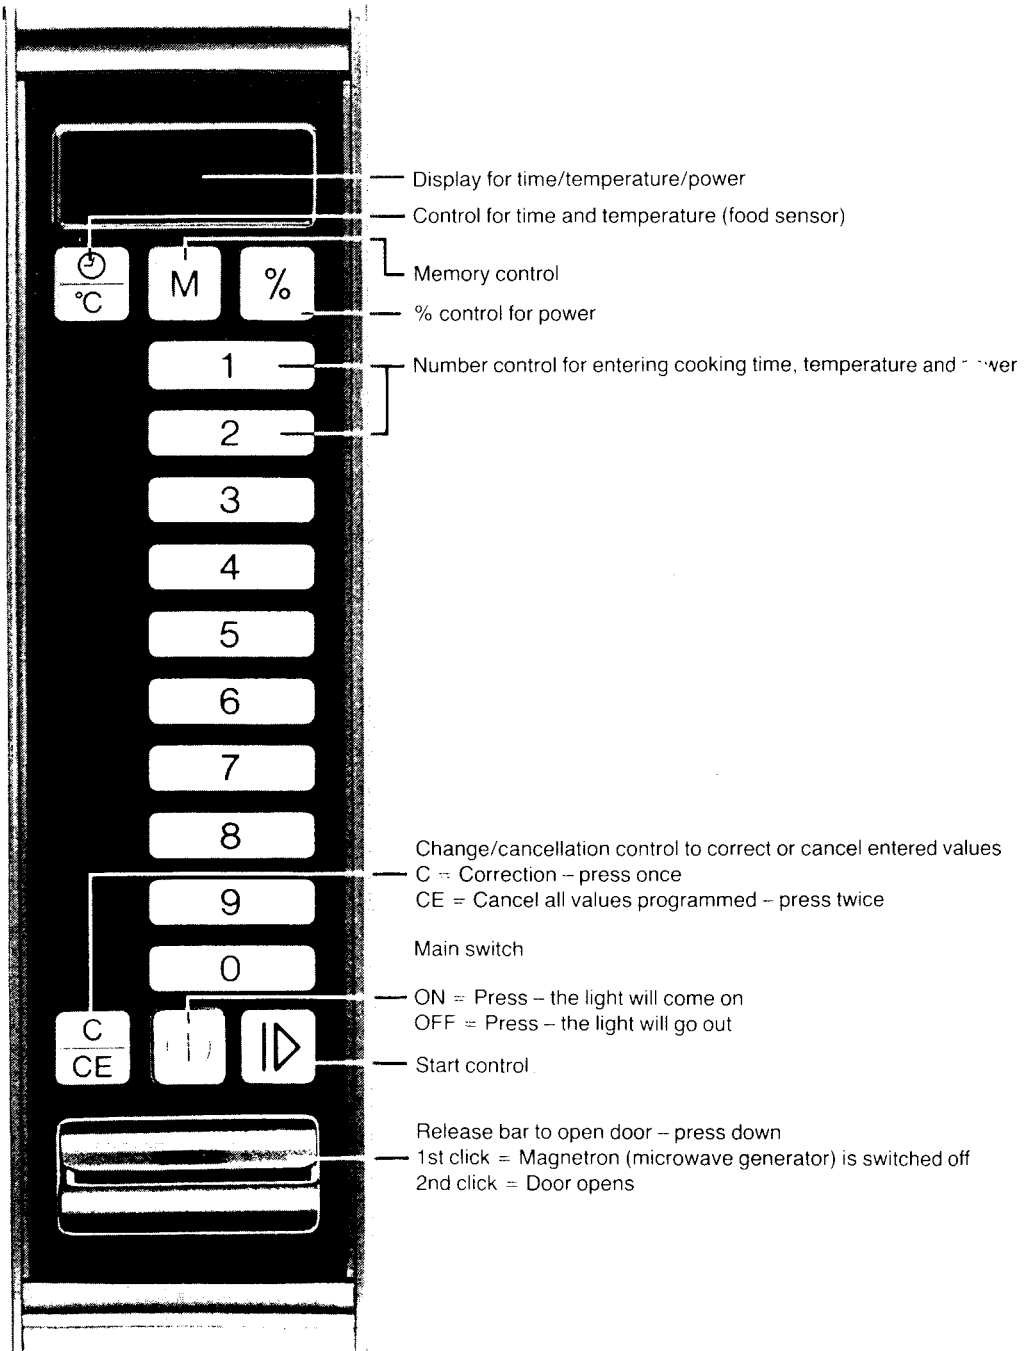 Display for time/temperature/power
Control for time and temperature (food sensor)
°C
M
%
Memory control
% control for power
1
Number control for entering cooking time, temperature and
2
3
4
5
6
7
8
Change/cancellation control to correct or cancel entered values
C = Correction – press once
CE = Cancel all values programmed – press twice
9
Main switch
0
ON = Press – the light will come on
OFF = Press – the light will go out
C
CE
Start control
Release bar to open door – press down
1st click = Magnetron (microwave generator) is switched off
2nd click = Door opens